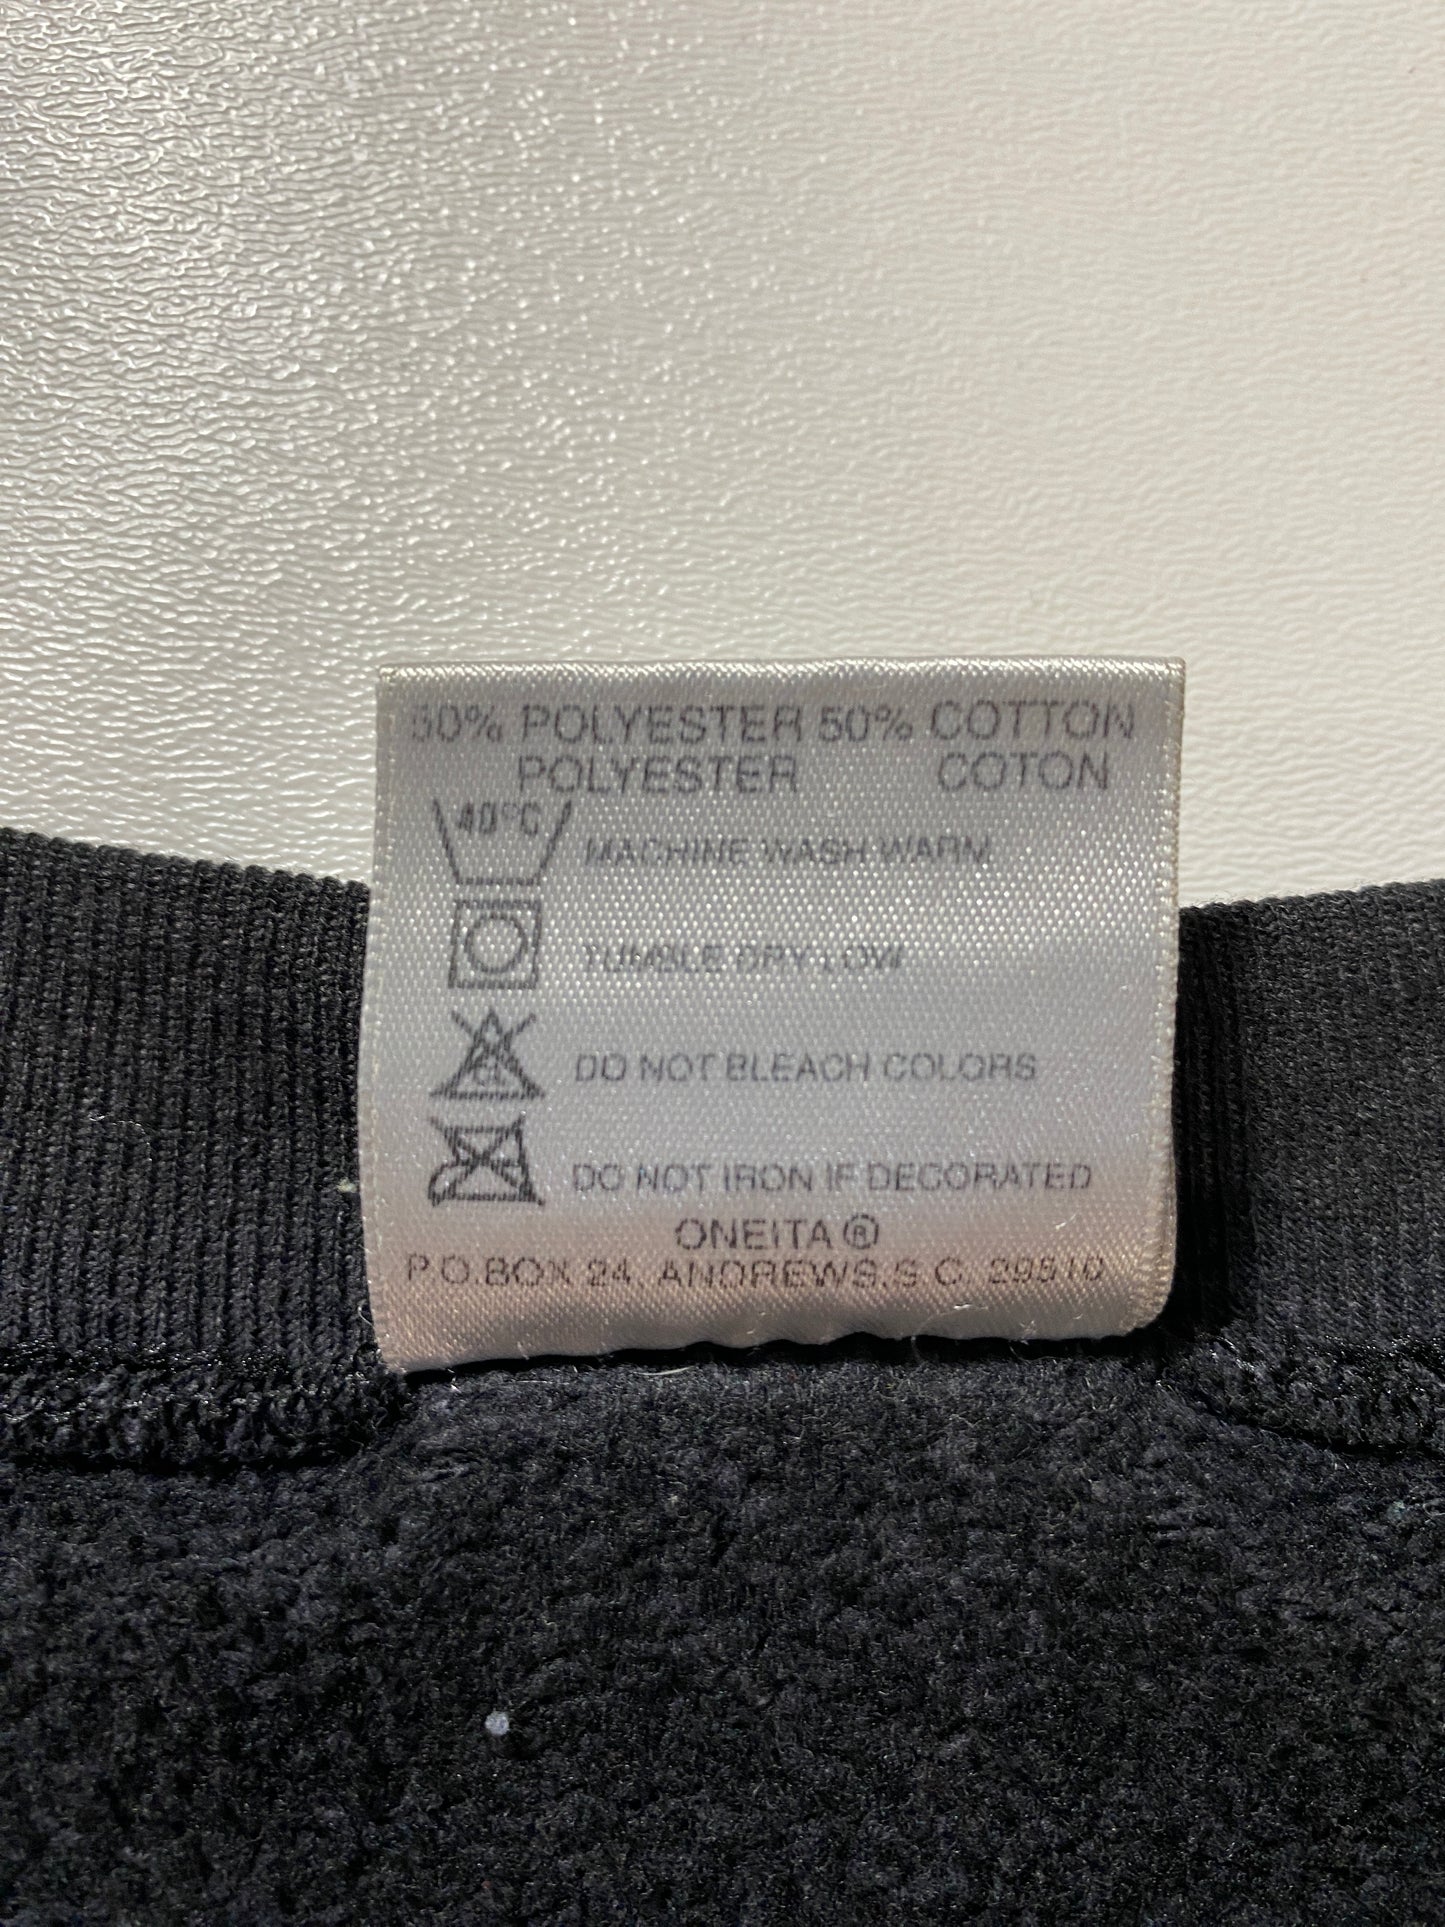 50% POLYESTER 50% COTTON
POLYESTER COTON
40°C MACHINE WASH WARM
TUMBLE DRY LOW
CL DO NOT BLEACH COLORS
DO NOT IRON IF DECORATED
ONEITA ®
P.O.BOX 24, ANDREWS,S.C. 29510